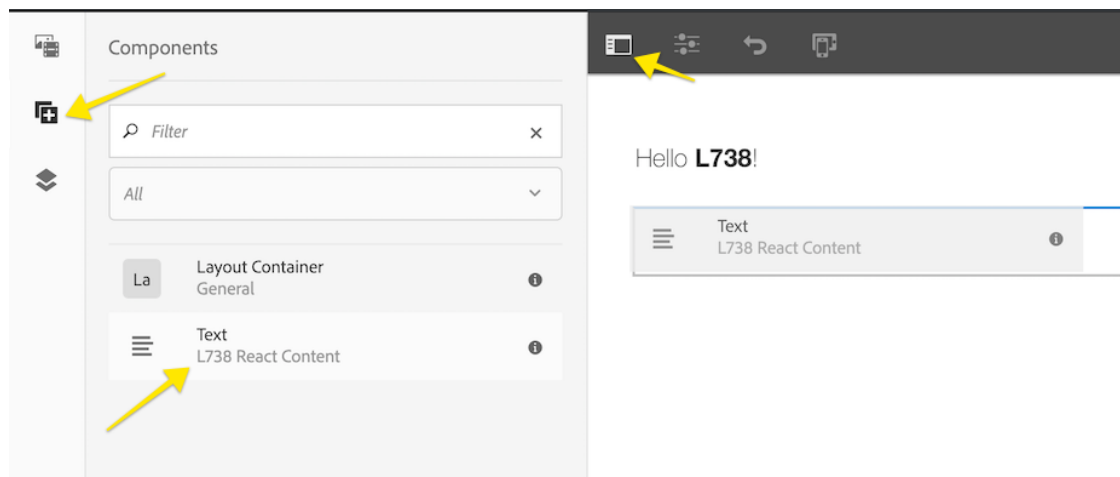 Components
Filter
All
La
Layout Container
General
Text
L738 React Content
Hello L738!
Text
L738 React Content